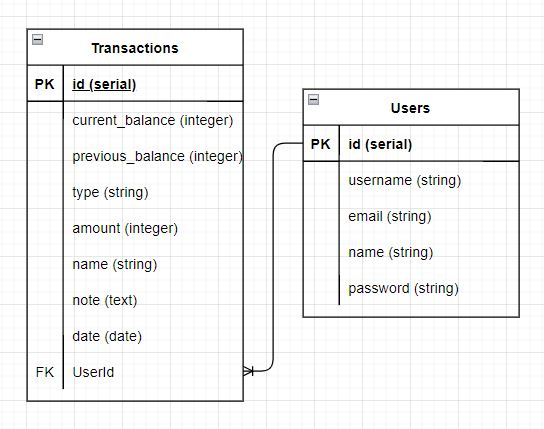 Transactions
PK id (serial)
current_balance (integer)
previous_balance (integer)
type (string)
amount (integer)
name (string)
note (text)
date (date)
FK UserId
Users
PK id (serial)
username (string)
email (string)
name (string)
password (string)